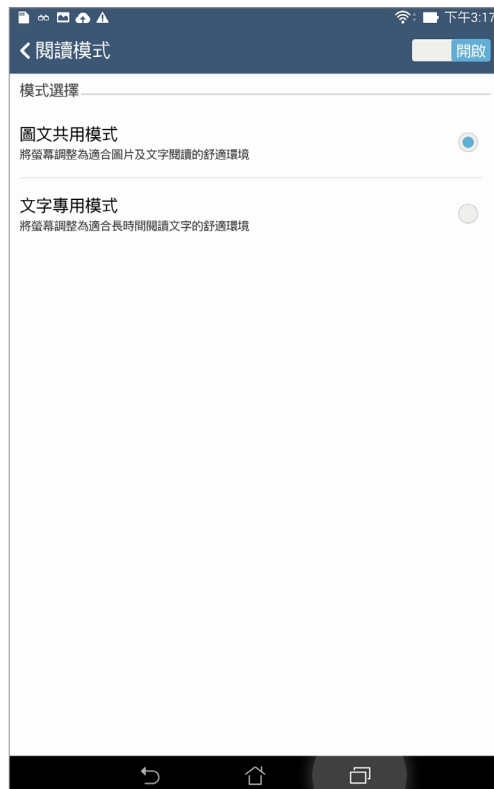 下午3:17
閱讀模式
開啟
模式選擇
圖文共用模式
將螢幕調整為適合圖片及文字閱讀的舒適環境
文字專用模式
將螢幕調整為適合長時間閱讀文字的舒適環境